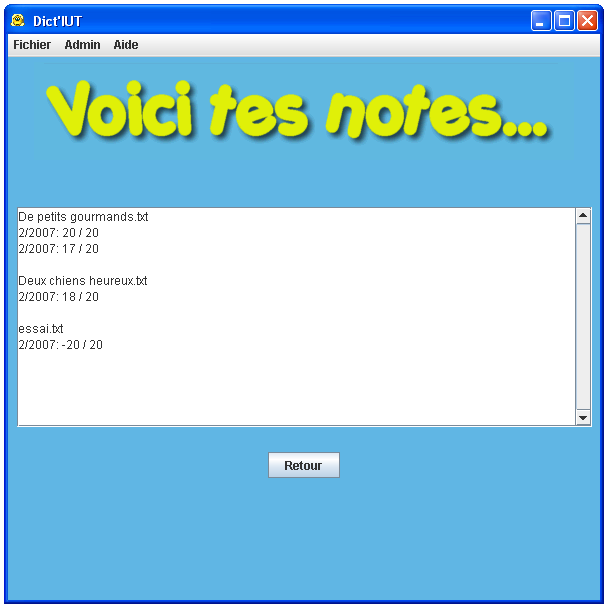 Dict'IUT
Fichier Admin Aide
Voici tes notes...
De petits gourmands.txt
2/2007: 20 / 20
2/2007: 17 / 20
Deux chiens heureux.txt
2/2007: 18 / 20
essai.txt
2/2007: -20 / 20
Retour